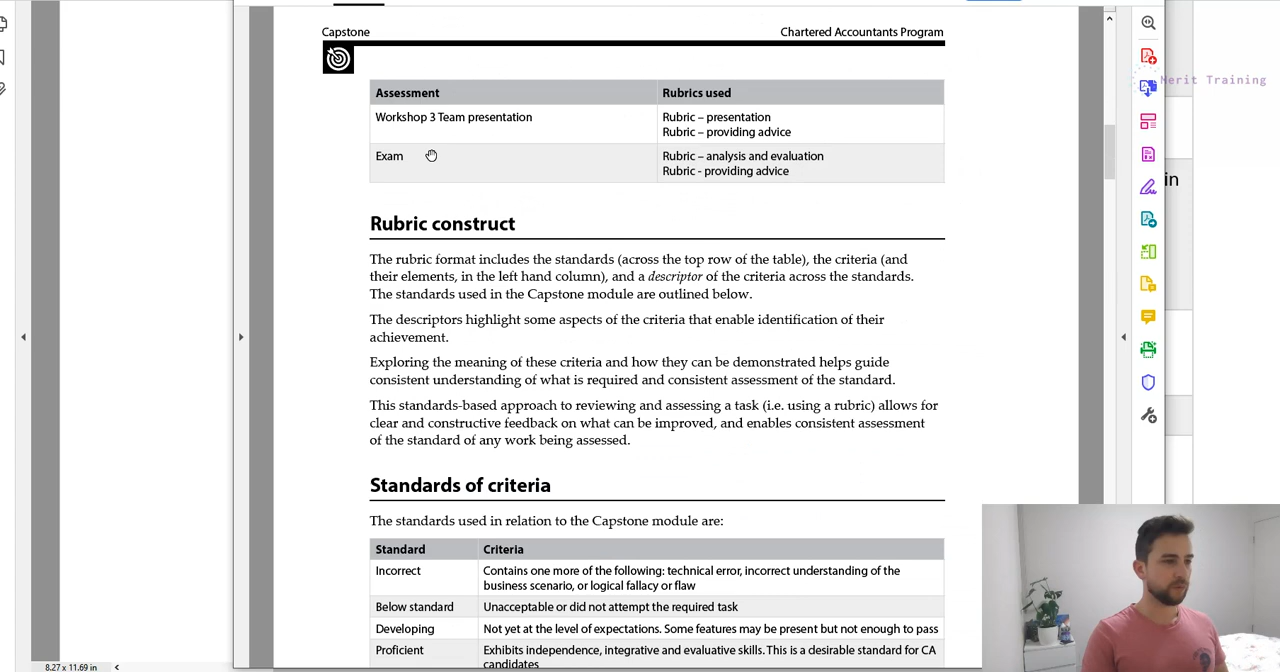 Capstone
Chartered Accountants Program
Assessment
Rubrics used
Workshop 3 Team presentation
Rubric – presentation
Rubric – providing advice
Exam
Rubric – analysis and evaluation
Rubric - providing advice
Rubric construct
The rubric format includes the standards (across the top row of the table), the criteria (and
their elements, in the left hand column), and a descriptor of the criteria across the standards.
The standards used in the Capstone module are outlined below.
The descriptors highlight some aspects of the criteria that enable identification of their
achievement.
Exploring the meaning of these criteria and how they can be demonstrated helps guide
consistent understanding of what is required and consistent assessment of the standard.
This standards-based approach to reviewing and assessing a task (i.e. using a rubric) allows for
clear and constructive feedback on what can be improved, and enables consistent assessment
of the standard of any work being assessed.
Standards of criteria
The standards used in relation to the Capstone module are:
Standard
Criteria
Incorrect
Contains one more of the following: technical error, incorrect understanding of the
business scenario, or logical fallacy or flaw
Below standard
Unacceptable or did not attempt the required task
Developing
Not yet at the level of expectations. Some features may be present but not enough to pass
Proficient
Exhibits independence, integrative and evaluative skills. This is a desirable standard for CA
candidates
Merit Training
in
8.27 x 11.69 in